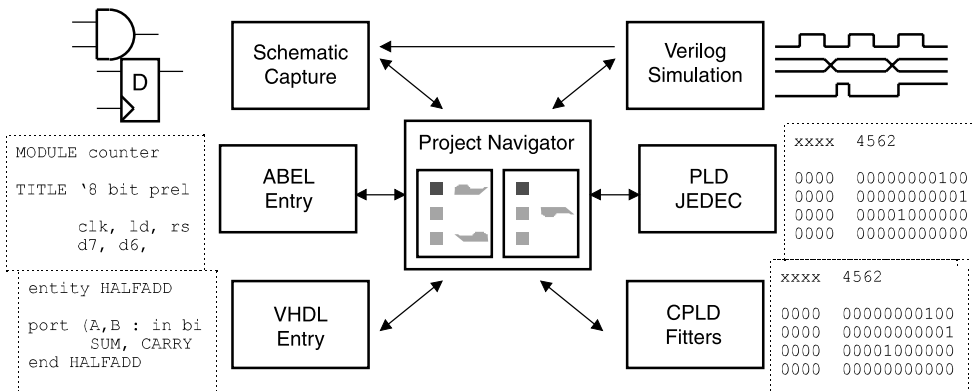 Schematic
Capture
Verilog
Simulation
D
MODULE counter
TITLE ‘8 bit prel
clk, ld, rs
d7, d6,
ABEL
Entry
Project Navigator
PLD
JEDEC
xxxx 4562
0000 00000000100
0000 00000000001
0000 00001000000
0000 00000000000
entity HALFADD
port (A,B : in bi
SUM, CARRY
end HALFADD
VHDL
Entry
CPLD
Fitters
xxxx 4562
0000 00000000100
0000 00000000001
0000 00001000000
0000 00000000000